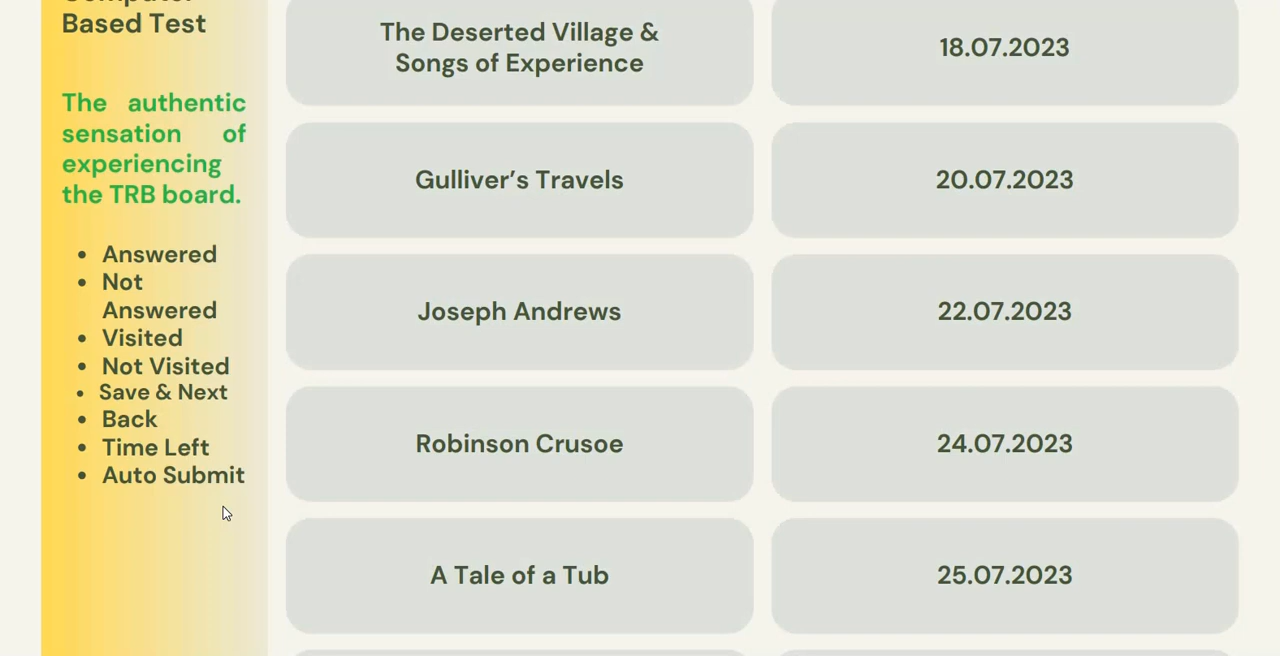 Based Test
The authentic
sensation of
experiencing
the TRB board.
• Answered
• Not
Answered
• Visited
• Not Visited
• Save & Next
• Back
• Time Left
• Auto Submit
The Deserted Village &
Songs of Experience
18.07.2023
Gulliver's Travels
20.07.2023
Joseph Andrews
22.07.2023
Robinson Crusoe
24.07.2023
A Tale of a Tub
25.07.2023